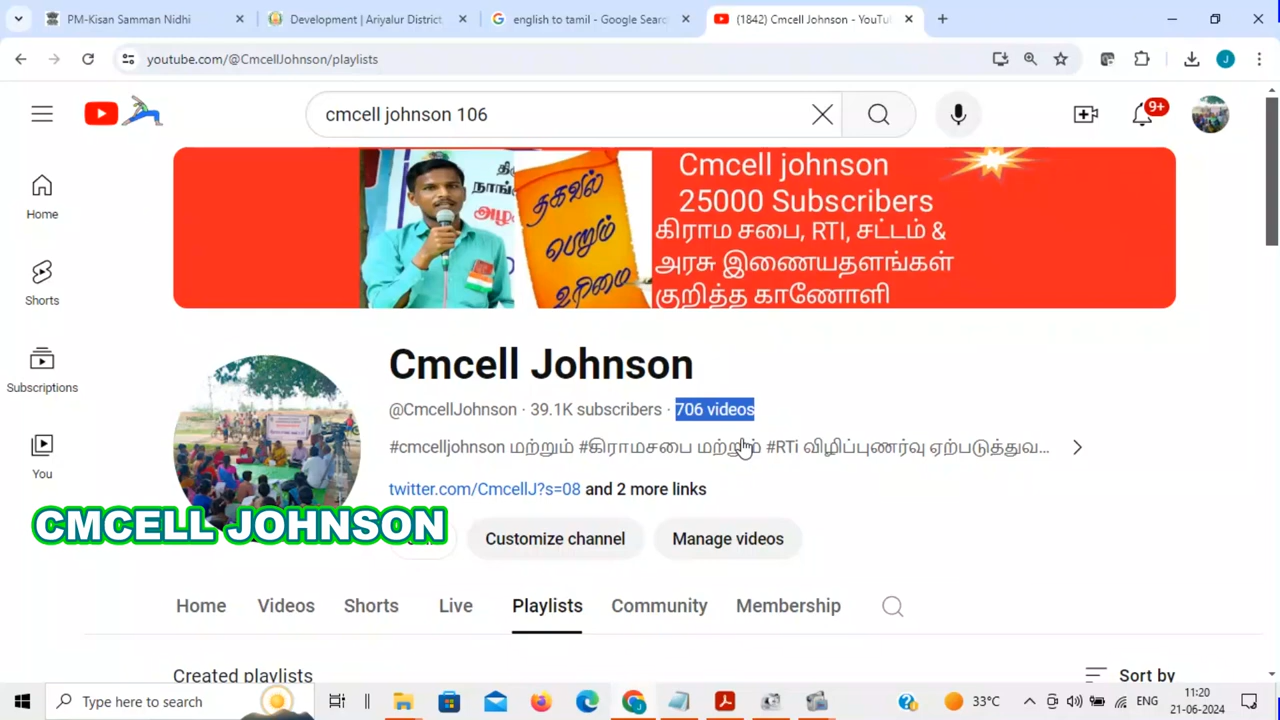 PM-Kisan Samman Nidhi
Development | Ariyalur District,
english to tamil - Google Searc
(1842) Cmcell Johnson - YouTu
youtube.com/@CmcellJohnson/playlists
J
cmcell johnson 106
9+
Home
Shorts
Subscriptions
You
தகவல்
பெறும்
உரிமை
Cmcell johnson
25000 Subscribers
கிராம சபை, RTI, சட்டம் &
அரசு இணையதளங்கள்
குறித்த காணோளி
Cmcell Johnson
@CmcellJohnson · 39.1K subscribers · 706 videos
#cmcelljohnson மற்றும் #கிராமசபை மற்றும் #RTi விழிப்புணர்வு ஏற்படுத்துவ...
twitter.com/CmcellJ?s=08 and 2 more links
CMCELL JOHNSON
Customize channel
Manage videos
Home Videos Shorts Live Playlists Community Membership
Created playlists
Sort by
Type here to search
33°C
ENG
11:20
21-06-2024